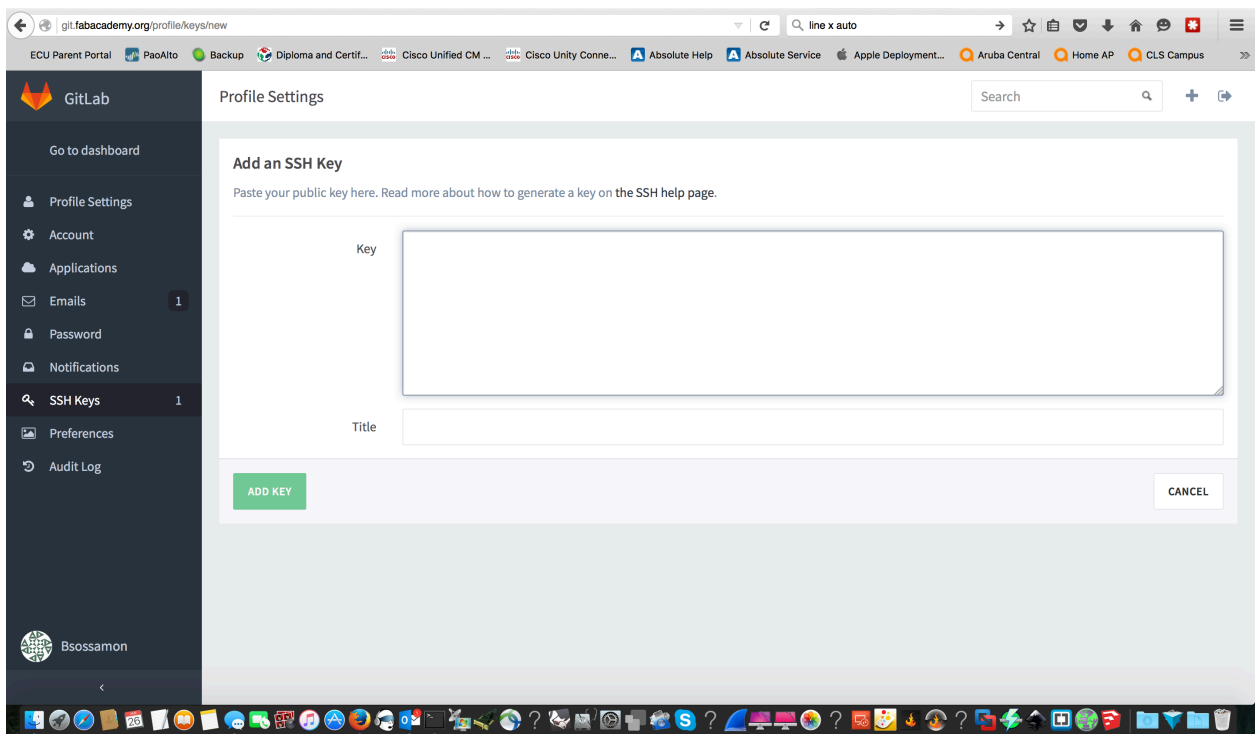 git.fabacademy.org/profile/keys/new
line x auto
ECU Parent Portal PaoAlto Backup Diploma and Certif... Cisco Unified CM ... Cisco Unity Conne... Absolute Help Absolute Service Apple Deployment... Aruba Central Home AP CLS Campus
GitLab
Profile Settings
Search
Go to dashboard
Add an SSH Key
Paste your public key here. Read more about how to generate a key on the SSH help page.
Profile Settings
Key
Account
Applications
Emails 1
Password
Notifications
SSH Keys 1
Title
Preferences
Audit Log
ADD KEY
CANCEL
Bsossamon
26